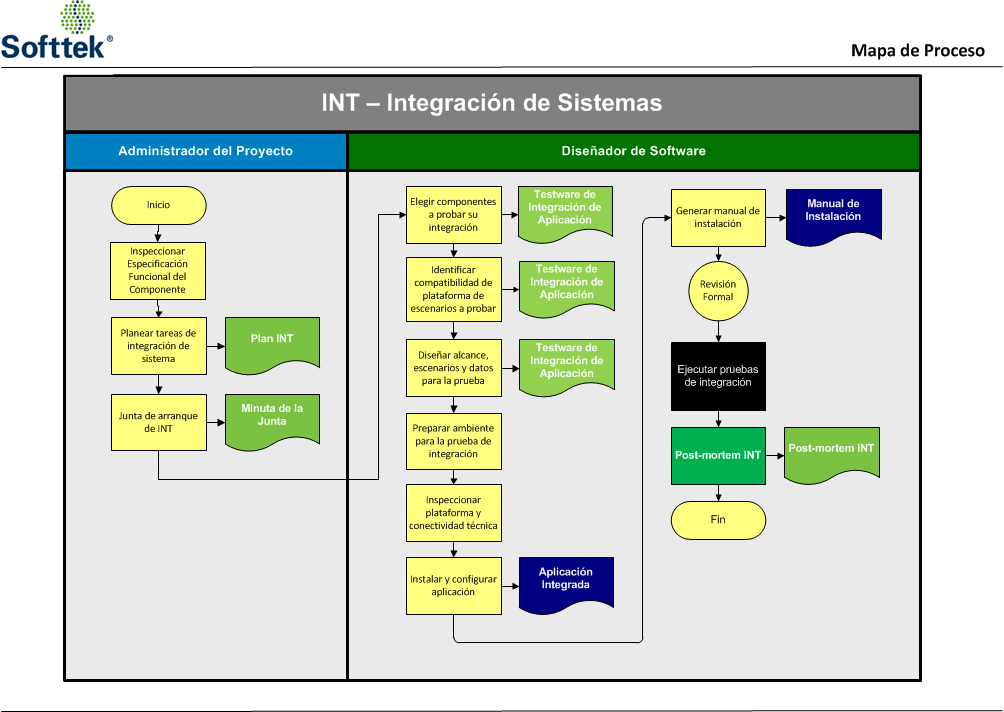 Softtek®
Mapa de Proceso
INT – Integración de Sistemas
Administrador del Proyecto
Diseñador de Software
Inicio
Inspeccionar
Especificación
Funcional del
Componente
Planear tareas de
integración de
sistema
Plan INT
Junta de arranque
de INT
Minuta de la
Junta
Elegir componentes
a probar su
integración
Testware de
Integración de
Aplicación
Identificar
compatibilidad de
plataforma de
escenarios a probar
Testware de
Integración de
Aplicación
Diseñar alcance,
escenarios y datos
para la prueba
Testware de
Integración de
Aplicación
Preparar ambiente
para la prueba de
integración
Inspeccionar
plataforma y
conectividad técnica
Instalar y configurar
aplicación
Aplicación
Integrada
Generar manual de
instalación
Manual de
Instalación
Revisión
Formal
Ejecutar pruebas
de integración
Post-mortem INT
Post-mortem INT
Fin